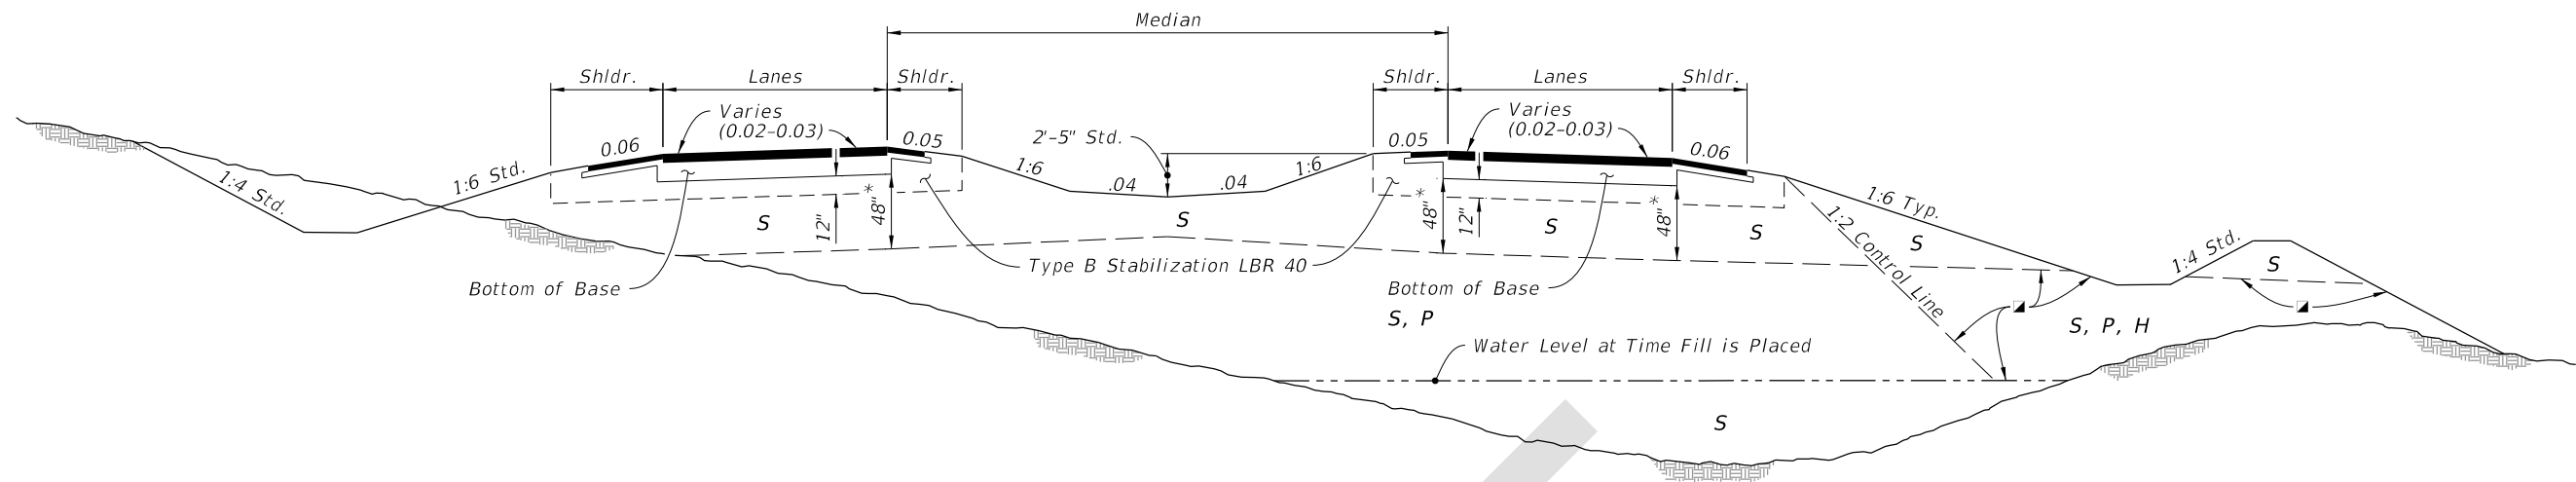 Median
Shldr.
Lanes
Shldr.
Shldr.
Lanes
Shldr.
Varies
(0.02-0.03)
Varies
(0.02-0.03)
0.06
0.05
2'-5" Std.
0.05
0.06
1:4 Std.
1:6 Std.
1:6
.04
.04
1:6
1:6 Typ.
1:2 Control Line
1:4 Std.
*
*
*
S
12"
48"
S
48"
12"
S
48"
S
S
S
Type B Stabilization LBR 40
Bottom of Base
Bottom of Base
S, P
S, P, H
Water Level at Time Fill is Placed
S